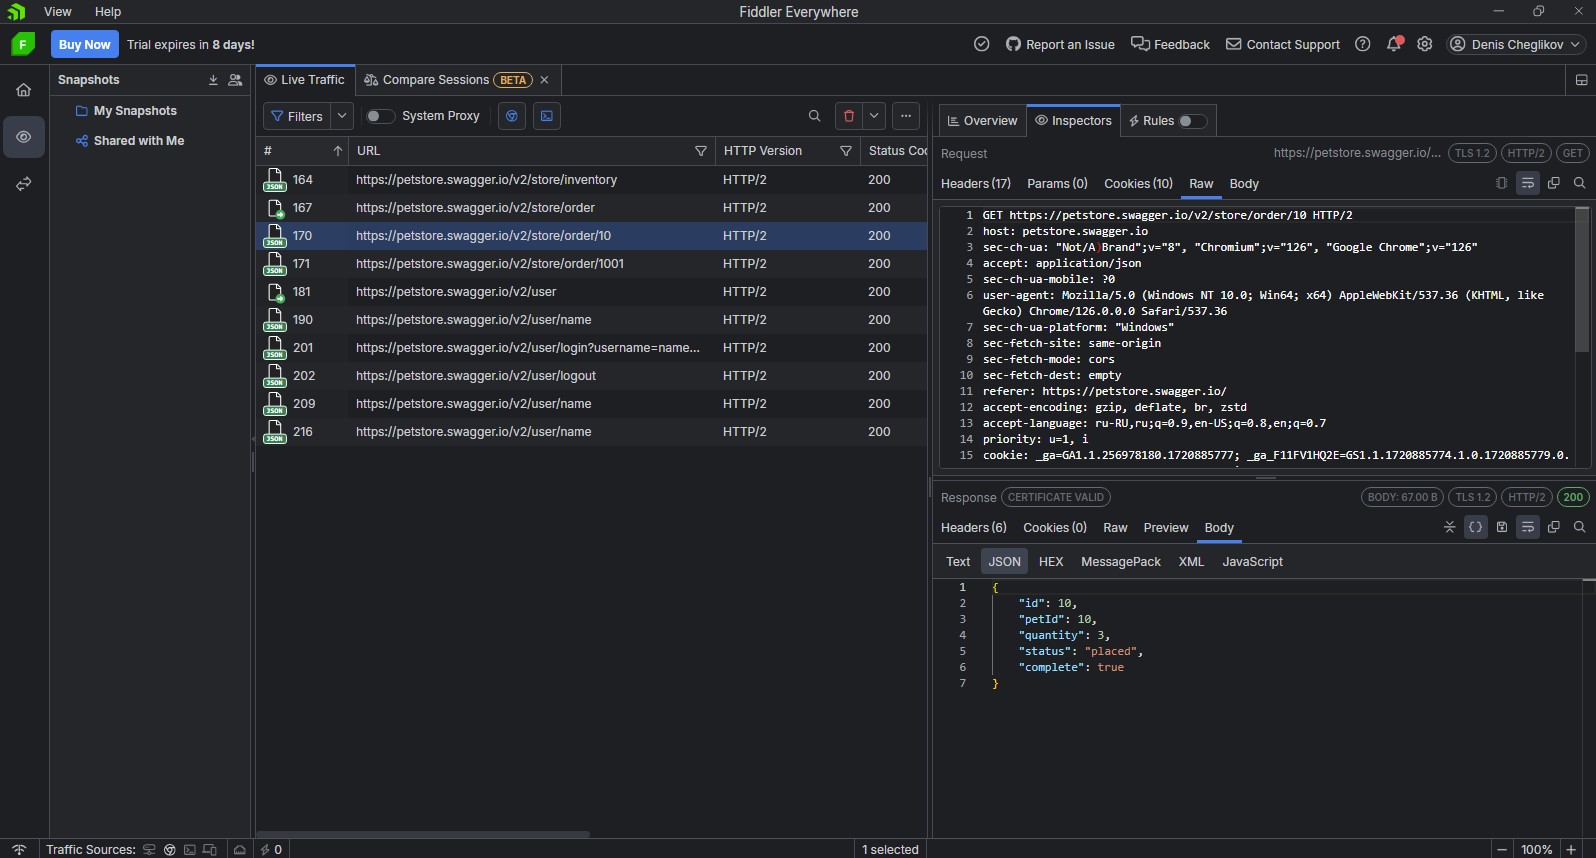 View Help Fiddler Everywhere
F Buy Now Trial expires in 8 days! Report an Issue Feedback Contact Support Denis Cheglikov
Snapshots Live Traffic Compare Sessions BETA
My Snapshots
Shared with Me
Filters System Proxy
# URL HTTP Version Status Co
JSON 164 https://petstore.swagger.io/v2/store/inventory HTTP/2 200
167 https://petstore.swagger.io/v2/store/order HTTP/2 200
JSON 170 https://petstore.swagger.io/v2/store/order/10 HTTP/2 200
JSON 171 https://petstore.swagger.io/v2/store/order/1001 HTTP/2 200
181 https://petstore.swagger.io/v2/user HTTP/2 200
JSON 190 https://petstore.swagger.io/v2/user/name HTTP/2 200
JSON 201 https://petstore.swagger.io/v2/user/login?username=name... HTTP/2 200
JSON 202 https://petstore.swagger.io/v2/user/logout HTTP/2 200
JSON 209 https://petstore.swagger.io/v2/user/name HTTP/2 200
JSON 216 https://petstore.swagger.io/v2/user/name HTTP/2 200
Overview Inspectors Rules
Request https://petstore.swagger.io/... TLS 1.2 HTTP/2 GET
Headers (17) Params (0) Cookies (10) Raw Body
1 GET https://petstore.swagger.io/v2/store/order/10 HTTP/2
2 host: petstore.swagger.io
3 sec-ch-ua: "Not/A)Brand";v="8", "Chromium";v="126", "Google Chrome";v="126"
4 accept: application/json
5 sec-ch-ua-mobile: ?0
6 user-agent: Mozilla/5.0 (Windows NT 10.0; Win64; x64) AppleWebKit/537.36 (KHTML, like
Gecko) Chrome/126.0.0.0 Safari/537.36
7 sec-ch-ua-platform: "Windows"
8 sec-fetch-site: same-origin
9 sec-fetch-mode: cors
10 sec-fetch-dest: empty
11 referer: https://petstore.swagger.io/
12 accept-encoding: gzip, deflate, br, zstd
13 accept-language: ru-RU,ru;q=0.9,en-US;q=0.8,en;q=0.7
14 priority: u=1, i
15 cookie: _ga=GA1.1.256978180.1720885777; _ga_F11FV1HQ2E=GS1.1.1720885774.1.0.1720885779.0.
Response CERTIFICATE VALID BODY: 67.00 B TLS 1.2 HTTP/2 200
Headers (6) Cookies (0) Raw Preview Body
Text JSON HEX MessagePack XML JavaScript
1 {
2 "id": 10,
3 "petId": 10,
4 "quantity": 3,
5 "status": "placed",
6 "complete": true
7 }
Traffic Sources: 0 1 selected 100%